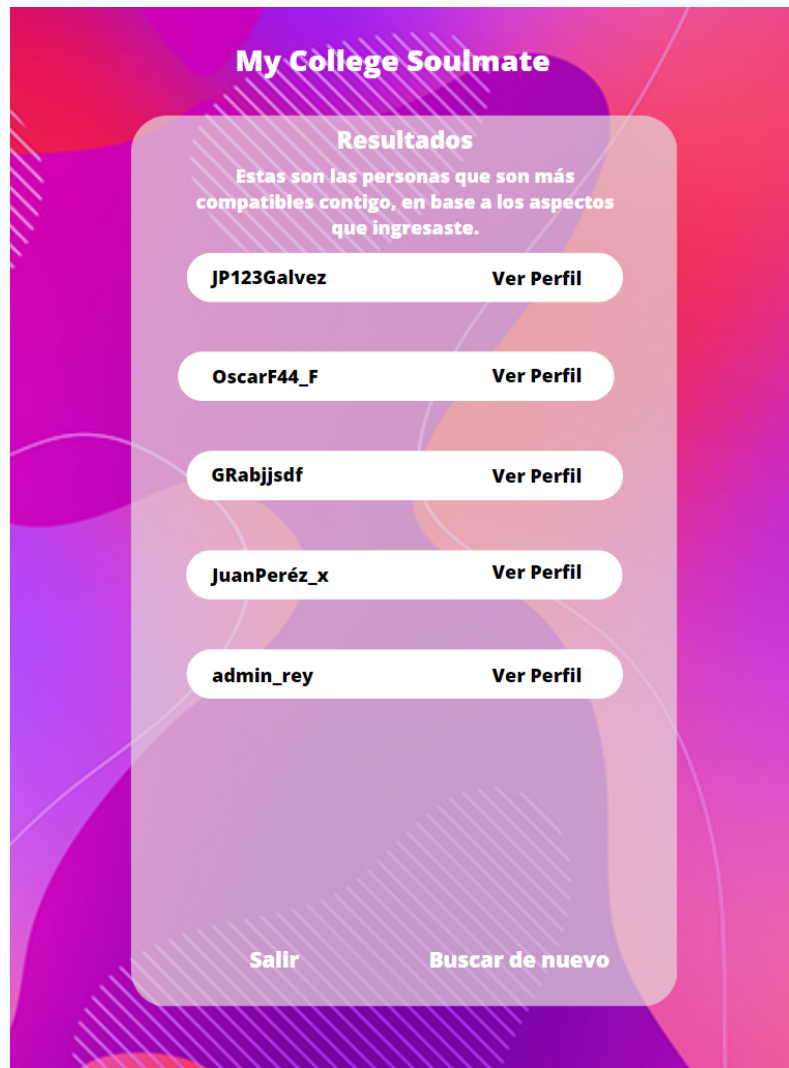 My College Soulmate
Resultados
Estas son las personas que son más
compatibles contigo, en base a los aspectos
que ingresaste.
JP123Galvez Ver Perfil
OscarF44_F Ver Perfil
GRabjjsdf Ver Perfil
JuanPeréz_x Ver Perfil
admin_rey Ver Perfil
Salir Buscar de nuevo